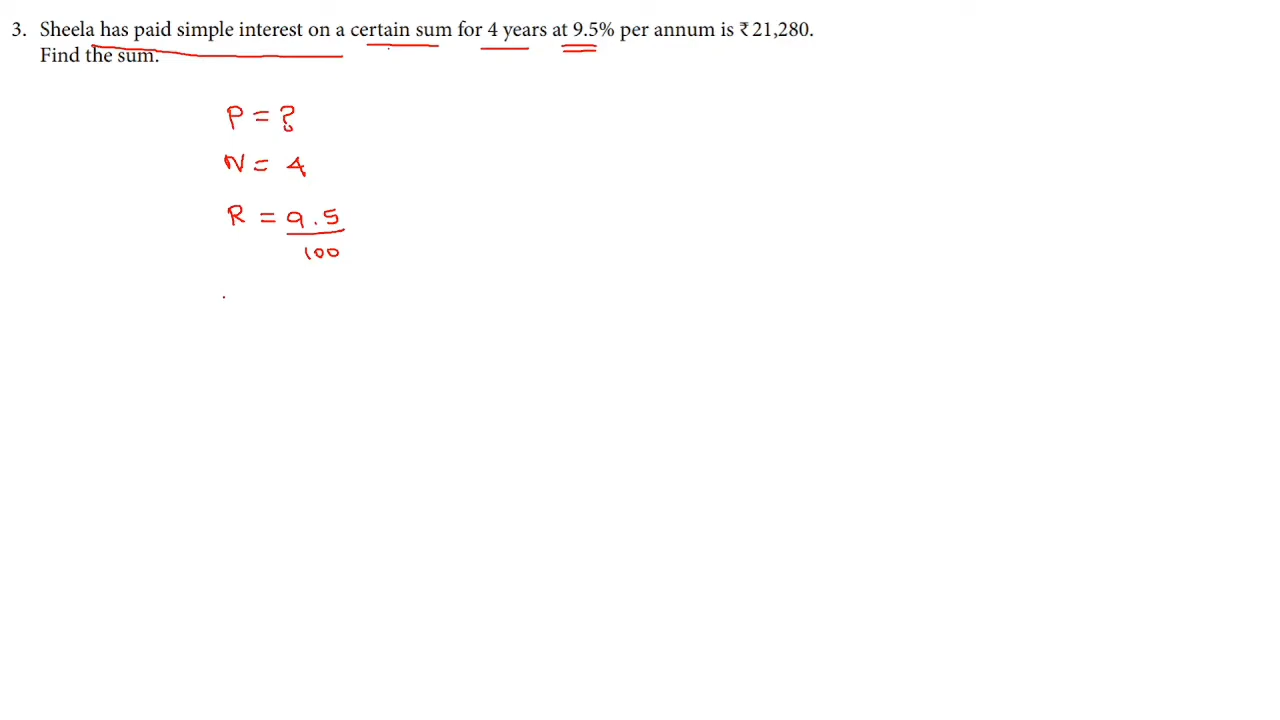 3. Sheela has paid simple interest on a certain sum for 4 years at 9.5% per annum is ₹ 21,280.
Find the sum.
P = ?
N = 4
R = 9.5
100